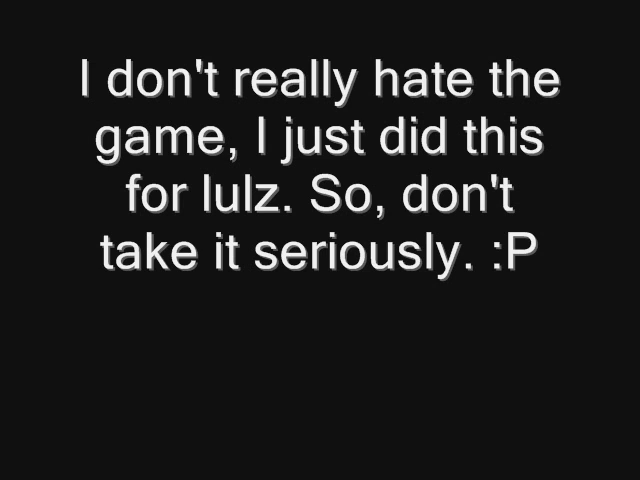 I don't really hate the
game, I just did this
for lulz. So, don't
take it seriously. :P